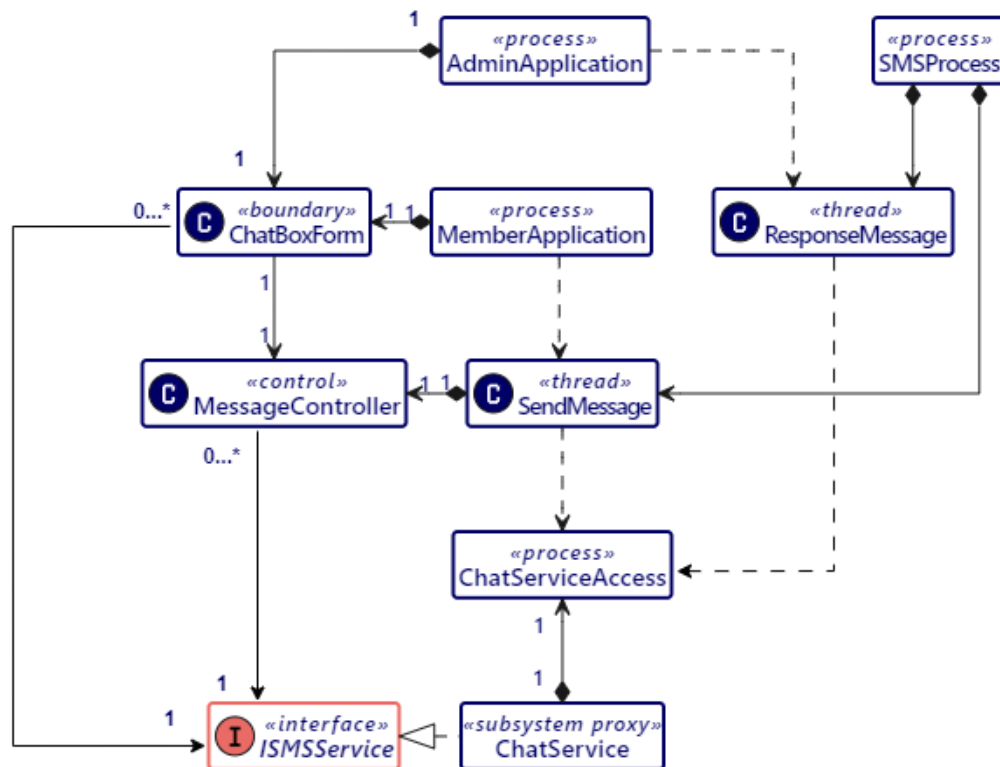 1
«process»
AdminApplication
«process»
SMSProcess
1
0...*
C
«boundary»
ChatBoxForm
1
1
«process»
MemberApplication
C
«thread»
ResponseMessage
1
1
C
«control»
MessageController
1
1
C
«thread»
SendMessage
0...*
«process»
ChatServiceAccess
1
1
1
1
I
«interface»
ISMSService
«subsystem proxy»
ChatService